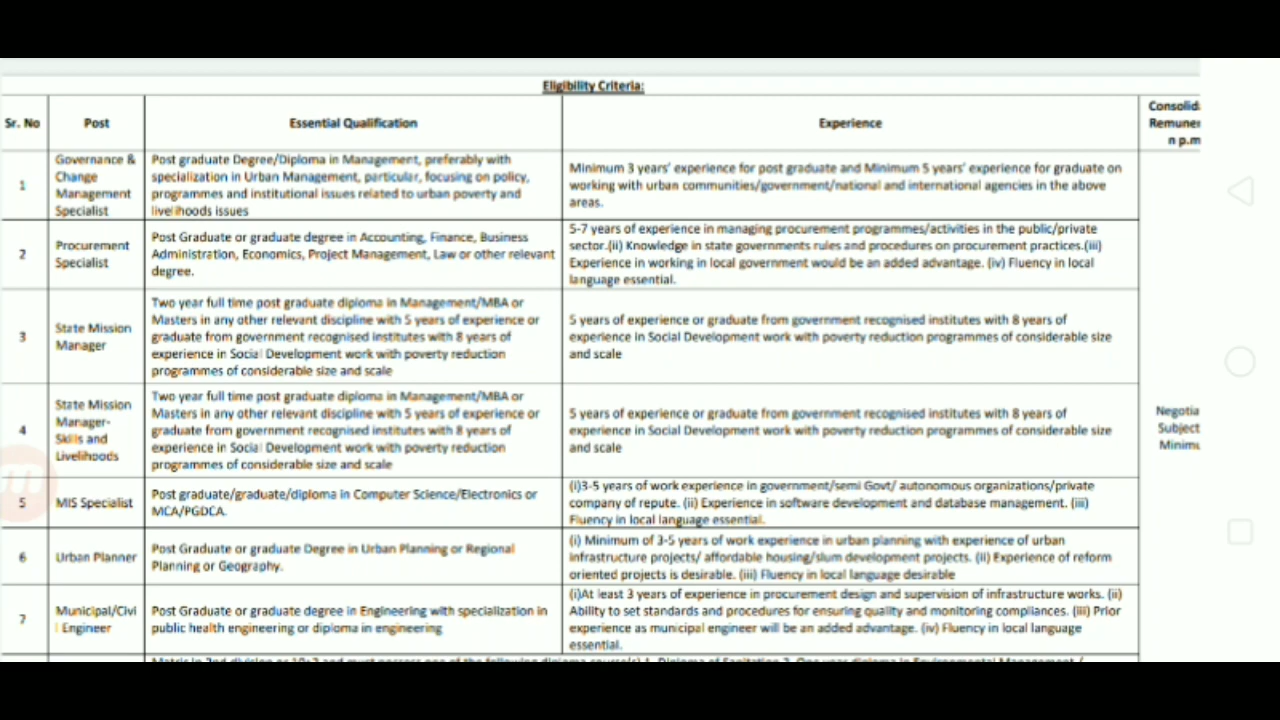 Eligibility Criteria:
Sr. No
Post
Essential Qualification
Experience
Consolid
Remuner
n p.m
1
Governance &
Change
Management
Specialist
Post graduate Degree/Diploma in Management, preferably with
specialization in Urban Management, particular, focusing on policy,
programmes and institutional issues related to urban poverty and
livelihoods issues
Minimum 3 years' experience for post graduate and Minimum 5 years' experience for graduate on
working with urban communities/government/national and international agencies in the above
areas.
2
Procurement
Specialist
Post Graduate or graduate degree in Accounting, Finance, Business
Administration, Economics, Project Management, Law or other relevant
degree.
5-7 years of experience in managing procurement programmes/activities in the public/private
sector.(ii) Knowledge in state governments rules and procedures on procurement practices.(iii)
Experience in working in local government would be an added advantage. (iv) Fluency in local
language essential.
3
State Mission
Manager
Two year full time post graduate diploma in Management/MBA or
Masters in any other relevant discipline with 5 years of experience or
graduate from government recognised institutes with 8 years of
experience in Social Development work with poverty reduction
programmes of considerable size and scale
5 years of experience or graduate from government recognised institutes with 8 years of
experience in Social Development work with poverty reduction programmes of considerable size
and scale
4
State Mission
Manager-
Skills and
Livelihoods
Two year full time post graduate diploma in Management/MBA or
Masters in any other relevant discipline with 5 years of experience or
graduate from government recognised institutes with 8 years of
experience in Social Development work with poverty reduction
programmes of considerable size and scale
5 years of experience or graduate from government recognised institutes with 8 years of
experience in Social Development work with poverty reduction programmes of considerable size
and scale
Negotia
Subject
Minimu
5
MIS Specialist
Post graduate/graduate/diploma in Computer Science/Electronics or
MCA/PGDCA.
(i)3-5 years of work experience in government/semi Govt/ autonomous organizations/private
company of repute. (ii) Experience in software development and database management. (iii)
Fluency in local language essential.
6
Urban Planner
Post Graduate or graduate Degree in Urban Planning or Regional
Planning or Geography.
(i) Minimum of 3-5 years of work experience in urban planning with experience of urban
infrastructure projects/ affordable housing/slum development projects. (ii) Experience of reform
oriented projects is desirable. (iii) Fluency in local language desirable
7
Municipal/Civi
l Engineer
Post Graduate or graduate degree in Engineering with specialization in
public health engineering or diploma in engineering
(i)At least 3 years of experience in procurement design and supervision of infrastructure works. (ii)
Ability to set standards and procedures for ensuring quality and monitoring compliances. (iii) Prior
experience as municipal engineer will be an added advantage. (iv) Fluency in local language
essential.